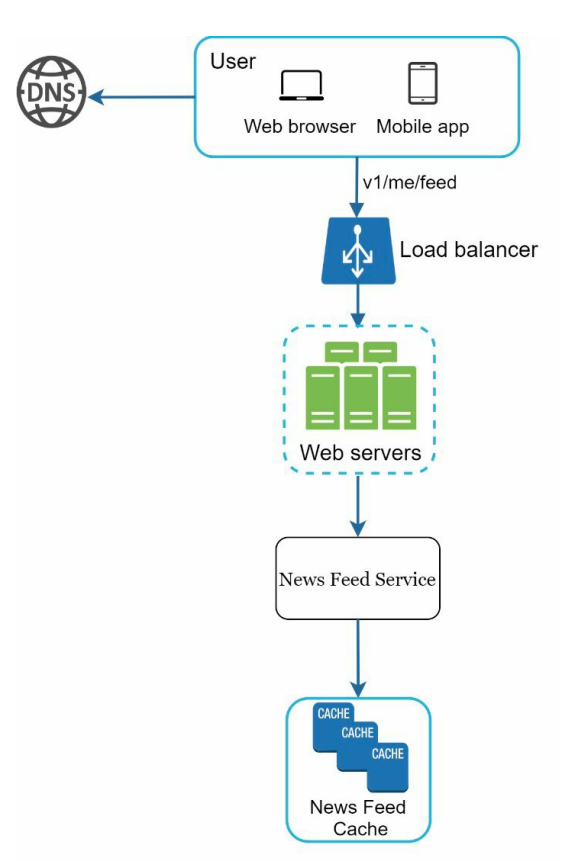 User
DNS
Web browser
Mobile app
v1/me/feed
Load balancer
Web servers
News Feed Service
CACHE
CACHE
CACHE
News Feed
Cache